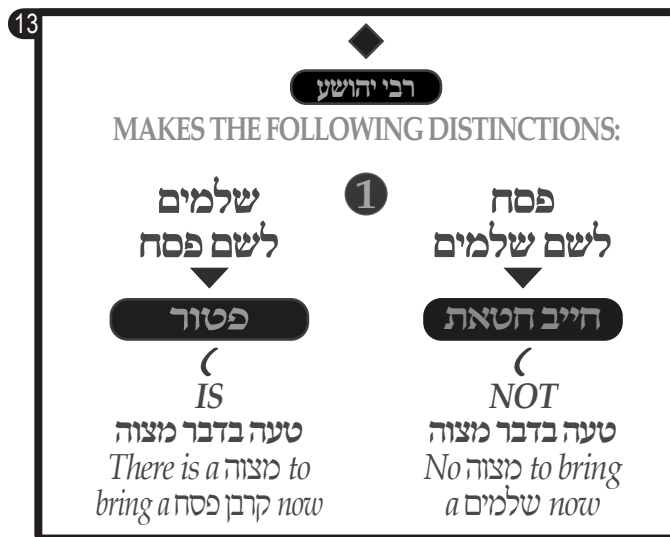 13
רבי יהושע
MAKES THE FOLLOWING DISTINCTIONS:
1
פסח
לשם שלמים
חייב חטאת
NOT
טעה בדבר מצוה
No מצוה to bring
a שלמים now
שלמים
לשם פסח
פטור
IS
טעה בדבר מצוה
There is a מצוה to
bring a קרבן פסח now